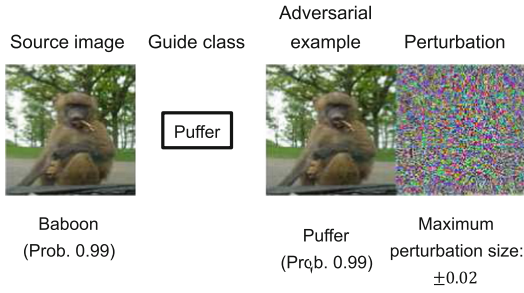 Source image
Guide class
Adversarial
example
Perturbation
Puffer
Baboon
(Prob. 0.99)
Puffer
(Prob. 0.99)
Maximum
perturbation size:
±0.02